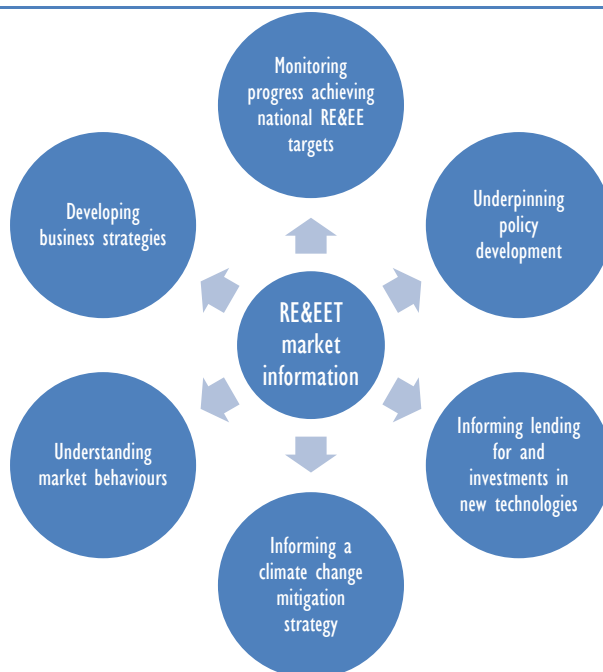 Monitoring
progress achieving
national RE&EE
targets
Developing
business strategies
Underpinning
policy
development
RE&EET
market
information
Understanding
market behaviours
Informing lending
for and
investments in
new technologies
Informing a
climate change
mitigation
strategy